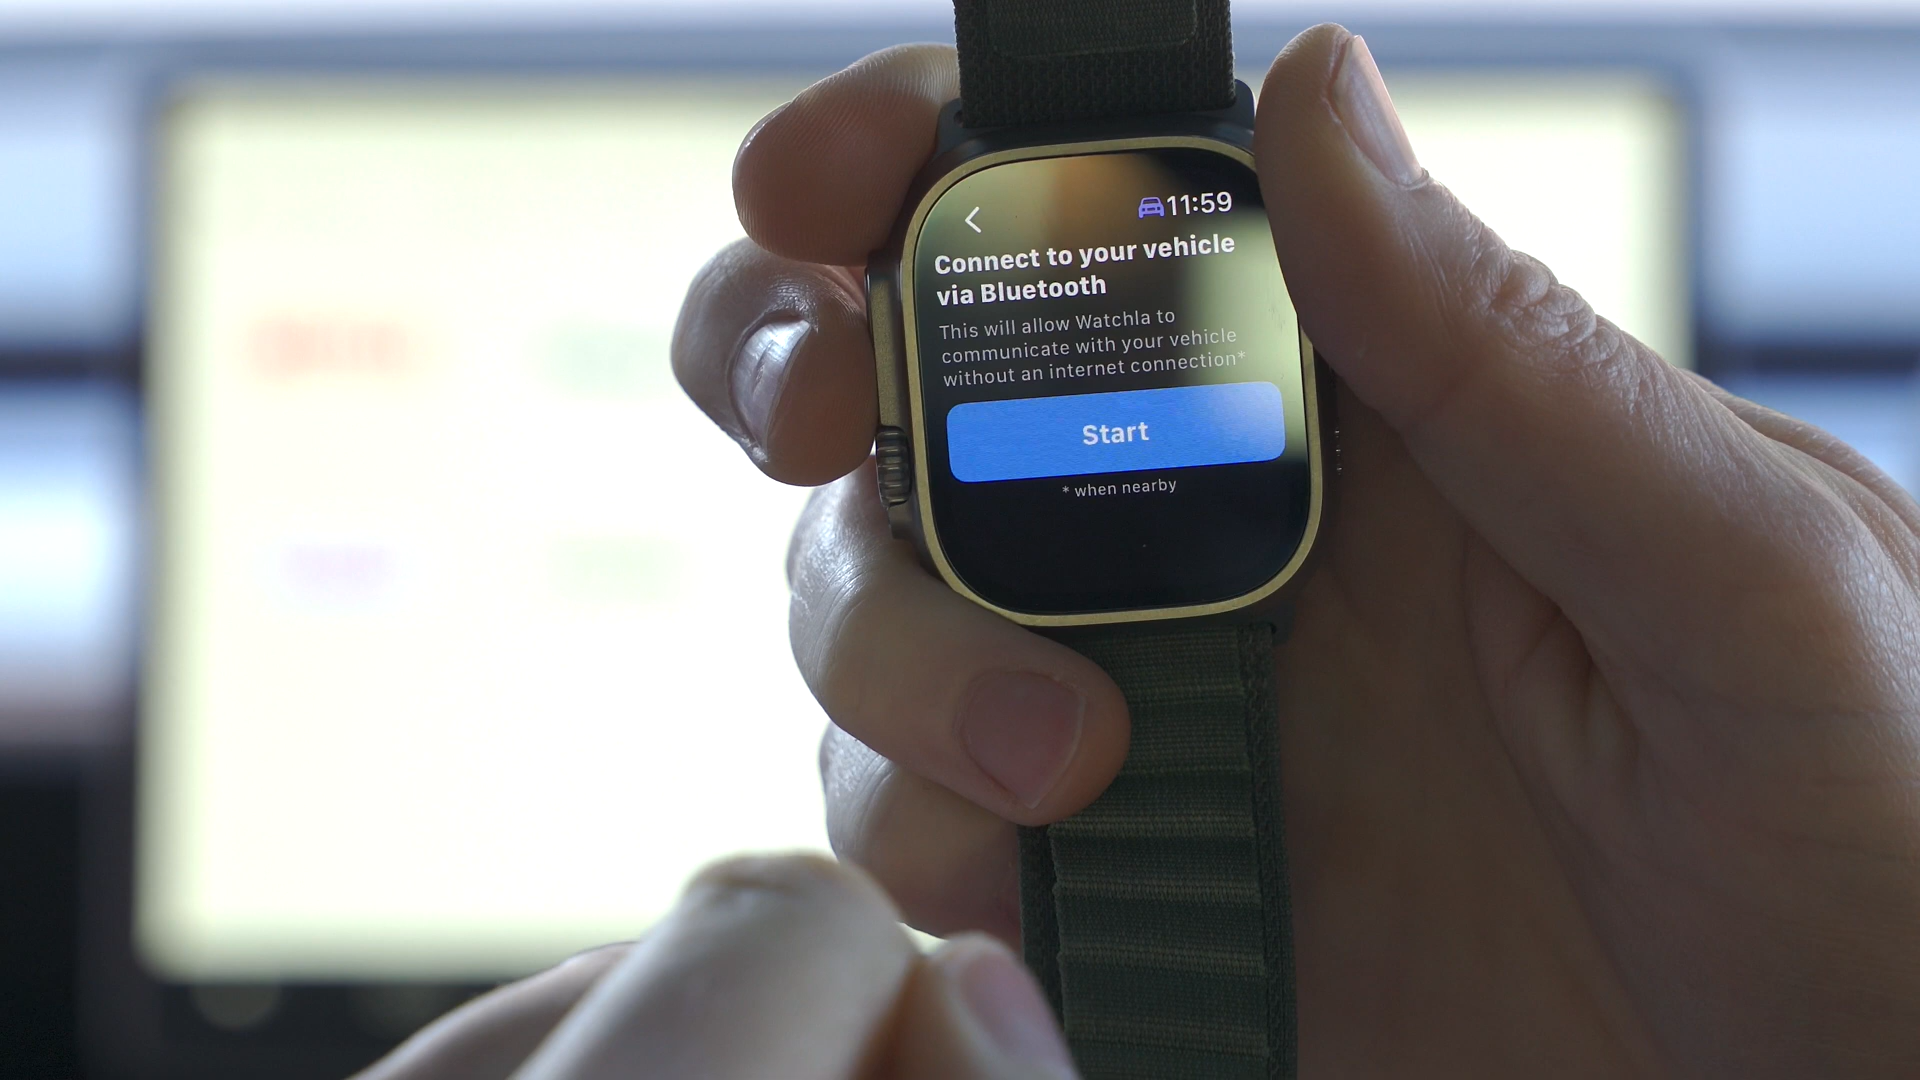 11:59
Connect to your vehicle
via Bluetooth
This will allow Watchla to
communicate with your vehicle
without an internet connection*
Start
* when nearby